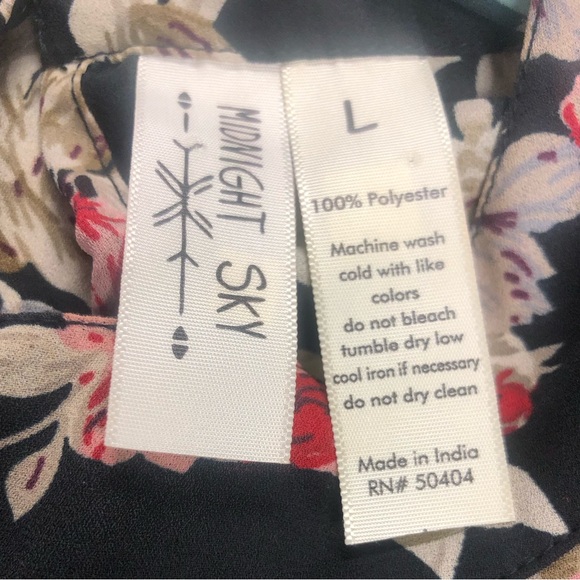 MIDNIGHT SKY
L
100% Polyester
Machine wash
cold with like
colors
do not bleach
tumble dry low
cool iron if necessary
do not dry clean
Made in India
RN# 50404